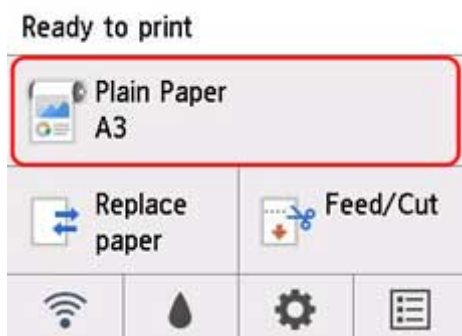 Ready to print
Plain Paper
A3
Replace
paper
Feed/Cut